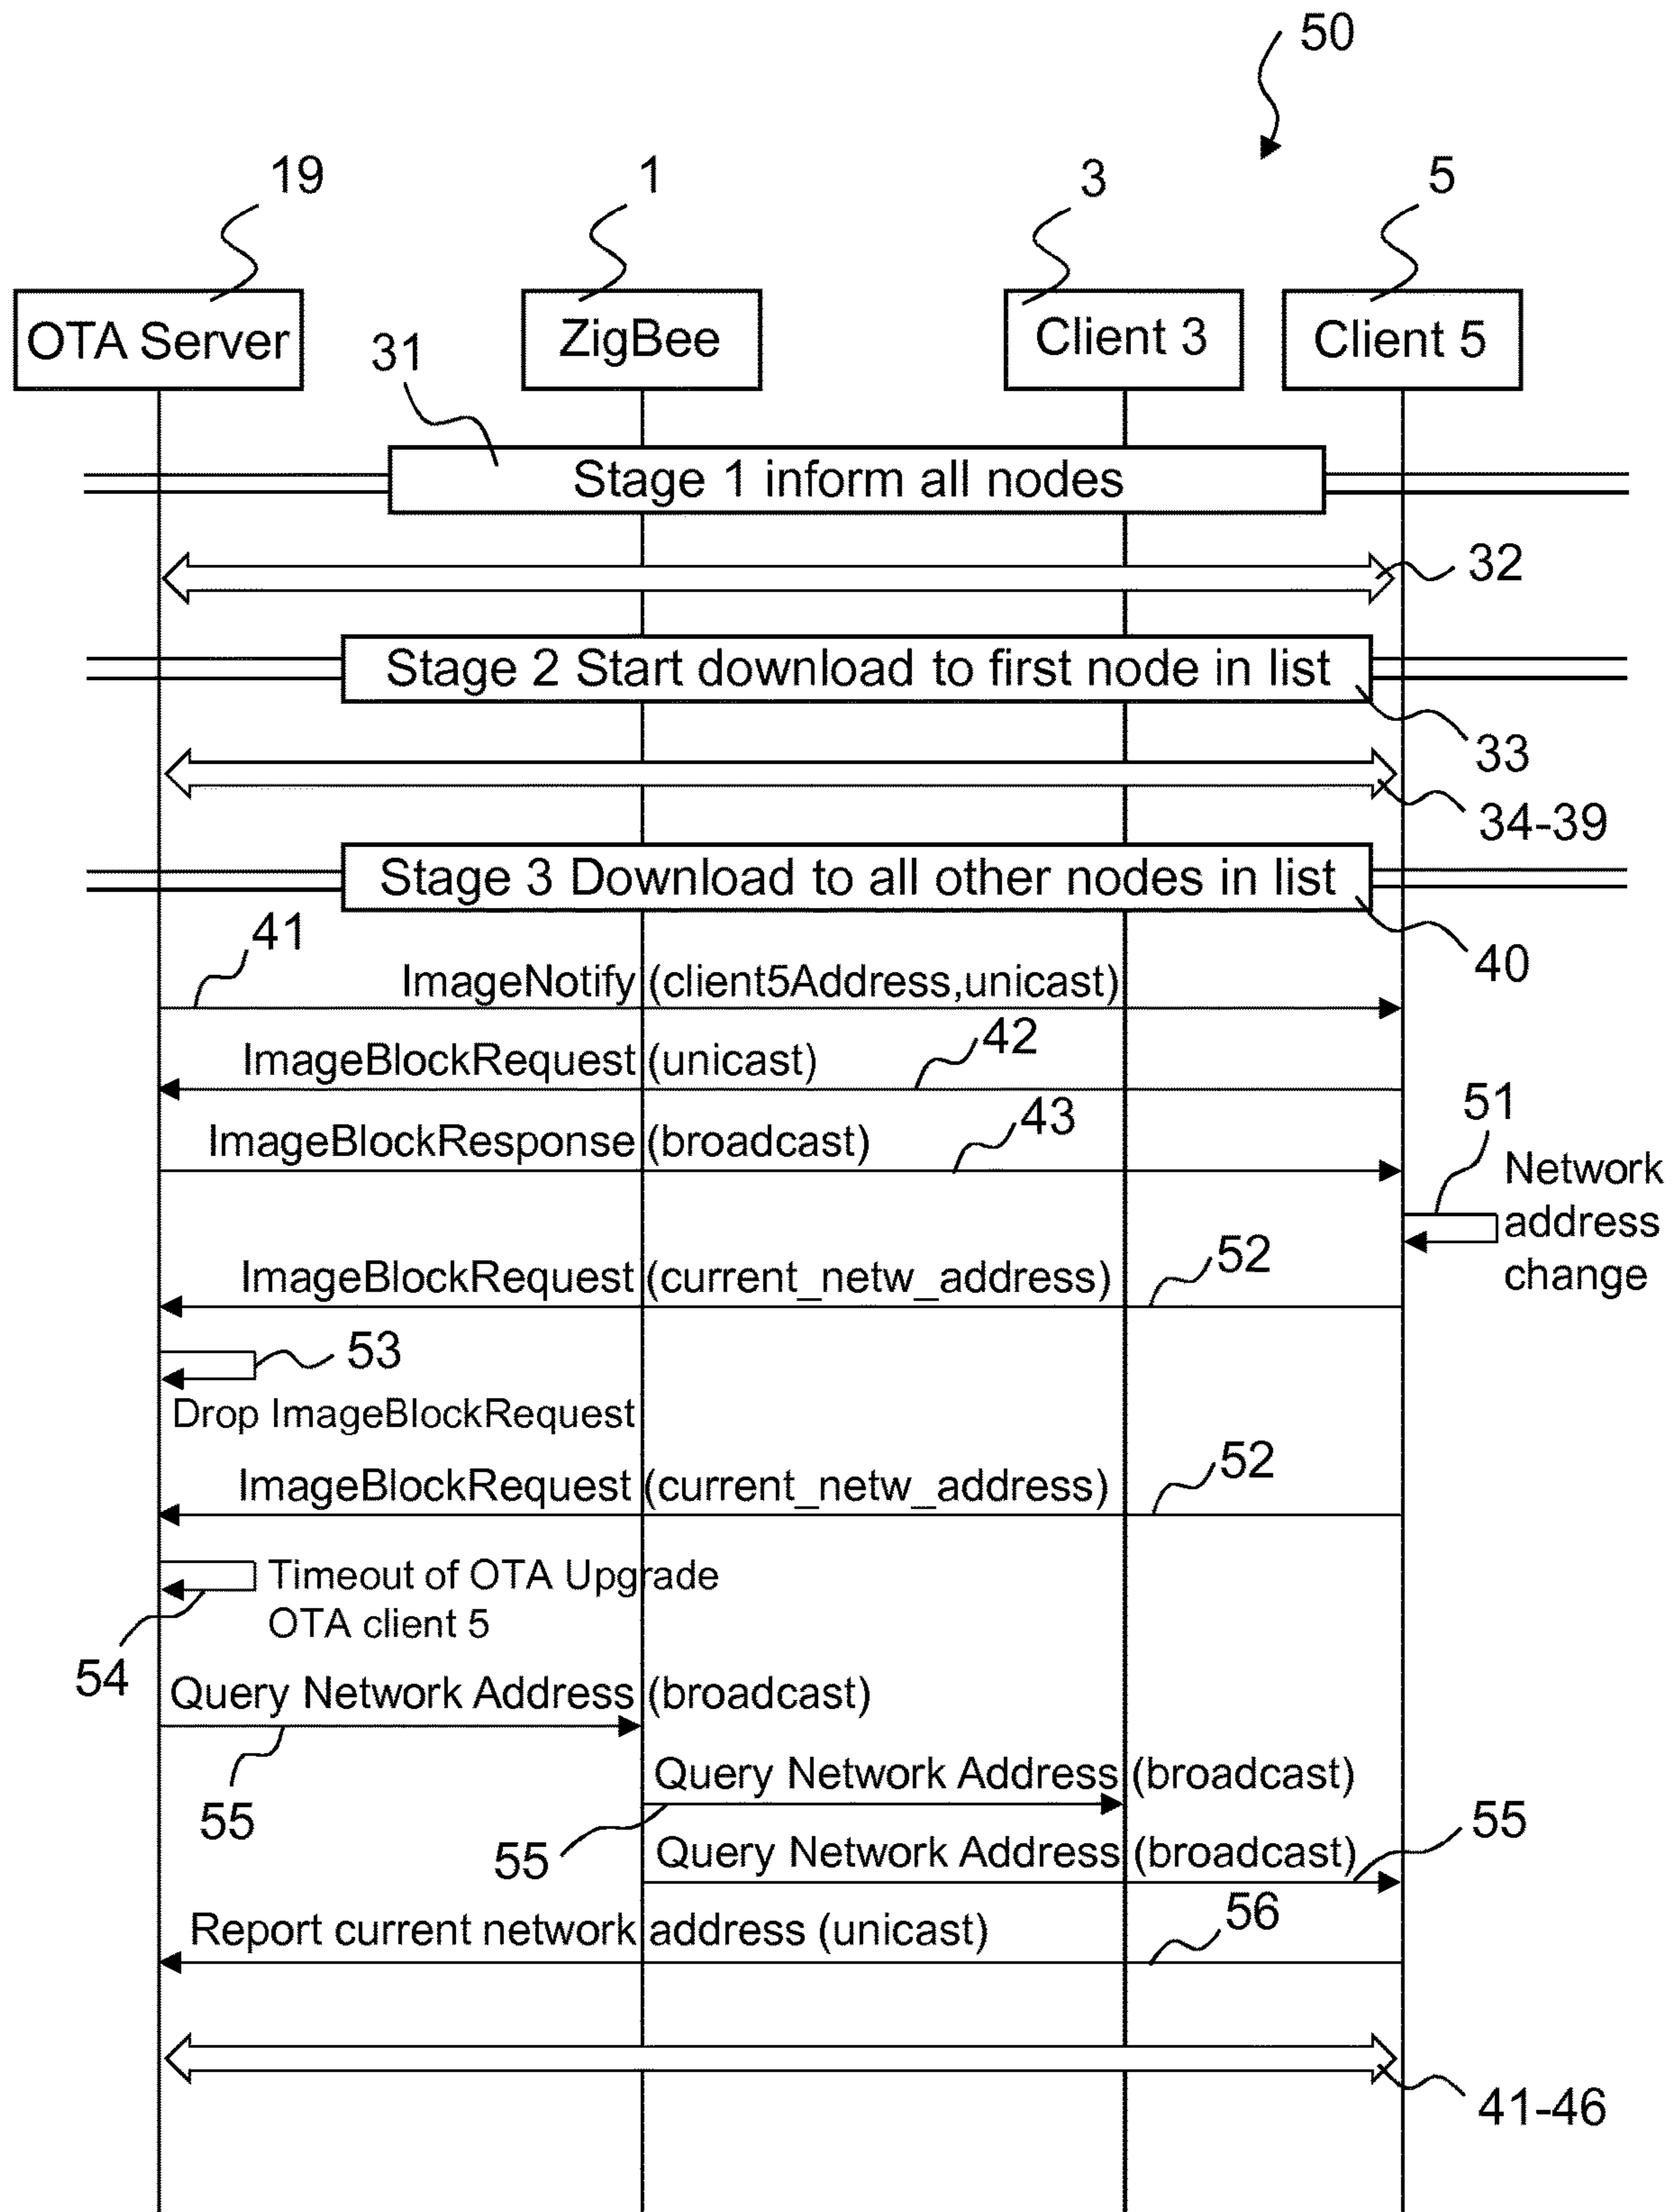 50
19
1
3
5
OTA Server
ZigBee
Client 3
Client 5
31
Stage 1 inform all nodes
32
Stage 2 Start download to first node in list
33
34-39
Stage 3 Download to all other nodes in list
40
41
ImageNotify (client5Address,unicast)
42
ImageBlockRequest (unicast)
43
ImageBlockResponse (broadcast)
51
Network
address
change
52
ImageBlockRequest (current_netw_address)
53
Drop ImageBlockRequest
52
ImageBlockRequest (current_netw_address)
Timeout of OTA Upgrade
OTA client 5
54
Query Network Address (broadcast)
55
Query Network Address (broadcast)
55
Query Network Address (broadcast)
55
56
Report current network address (unicast)
41-46